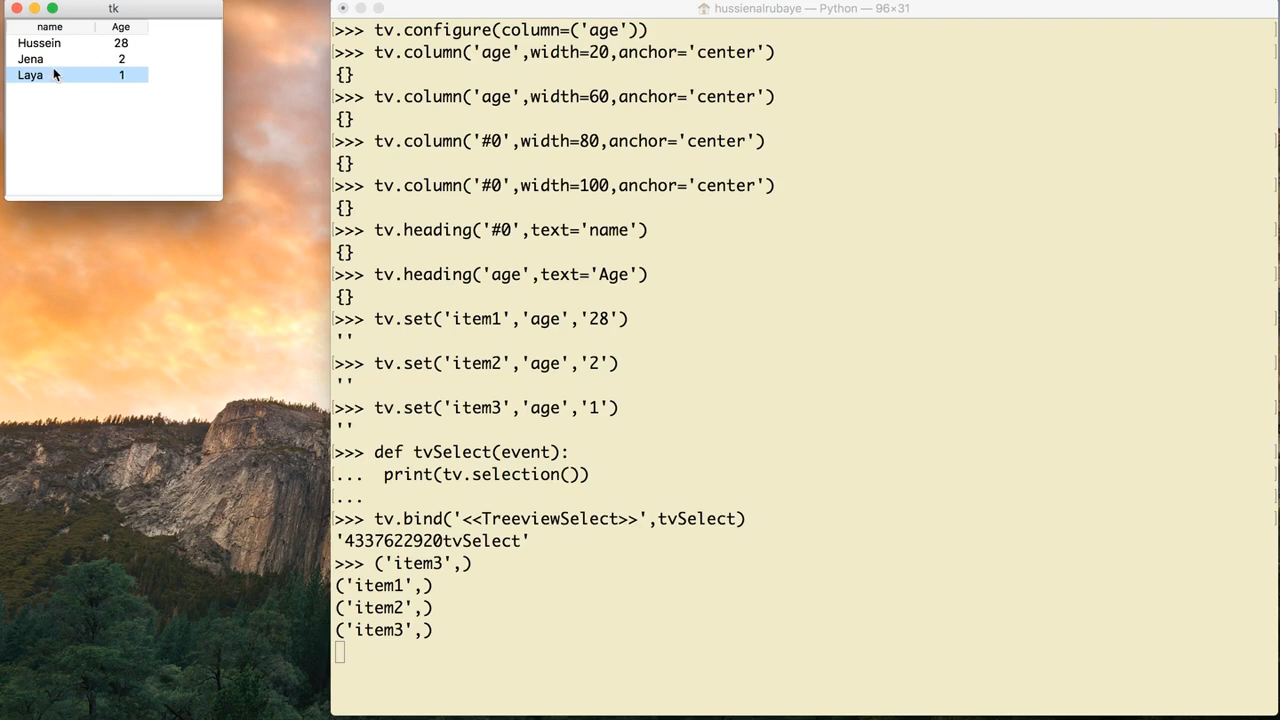 tk
name Age
Hussein 28
Jena 2
Laya 1
hussienalrubaye — Python — 96×31
>>> tv.configure(column=('age'))
>>> tv.column('age',width=20,anchor='center')
{}
>>> tv.column('age',width=60,anchor='center')
{}
>>> tv.column('#0',width=80,anchor='center')
{}
>>> tv.column('#0',width=100,anchor='center')
{}
>>> tv.heading('#0',text='name')
{}
>>> tv.heading('age',text='Age')
{}
>>> tv.set('item1','age','28')
''
>>> tv.set('item2','age','2')
''
>>> tv.set('item3','age','1')
''
>>> def tvSelect(event):
...  print(tv.selection())
...
>>> tv.bind('<<TreeviewSelect>>',tvSelect)
'4337622920tvSelect'
>>> ('item3',)
('item1',)
('item2',)
('item3',)